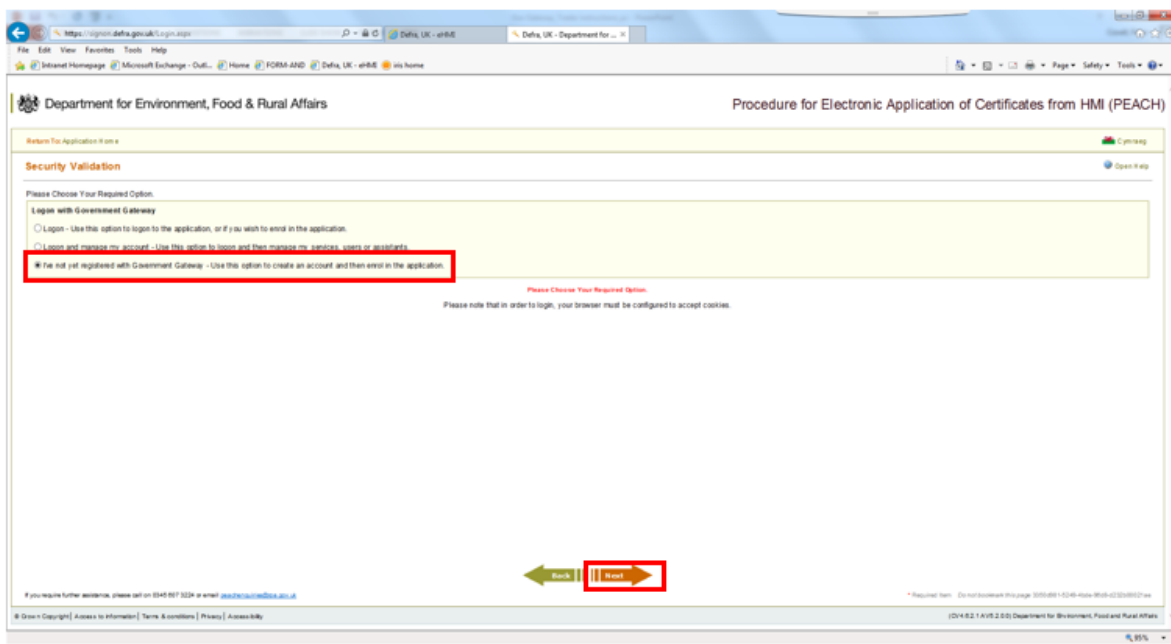 https://signon.defra.gov.uk/Login.aspx
Defra, UK - eHMI
Defra, UK - Department for ...
File Edit View Favorites Tools Help
Intranet Homepage Microsoft Exchange - Outl... Home FORM-AND Defra, UK - eHMI iris home
Page Safety Tools
Department for Environment, Food & Rural Affairs
Procedure for Electronic Application of Certificates from HMI (PEACH)
Return To: Application Home
Cymraeg
Security Validation
Open Help
Please Choose Your Required Option.
Logon with Government Gateway
Logon - Use this option to logon to the application, or if you wish to enrol in the application.
Logon and manage my account - Use this option to logon and then manage my services, users or assistants.
I've not yet registered with Government Gateway - Use this option to create an account and then enrol in the application.
Please Choose Your Required Option.
Please note that in order to login, your browser must be configured to accept cookies.
Back Next
If you require further assistance, please call on 0345 607 3224 or email
* Required Item Do not bookmark this page
© Crown Copyright | Access to Information | Terms & conditions | Privacy | Accessibility
Department for Environment, Food and Rural Affairs
95%